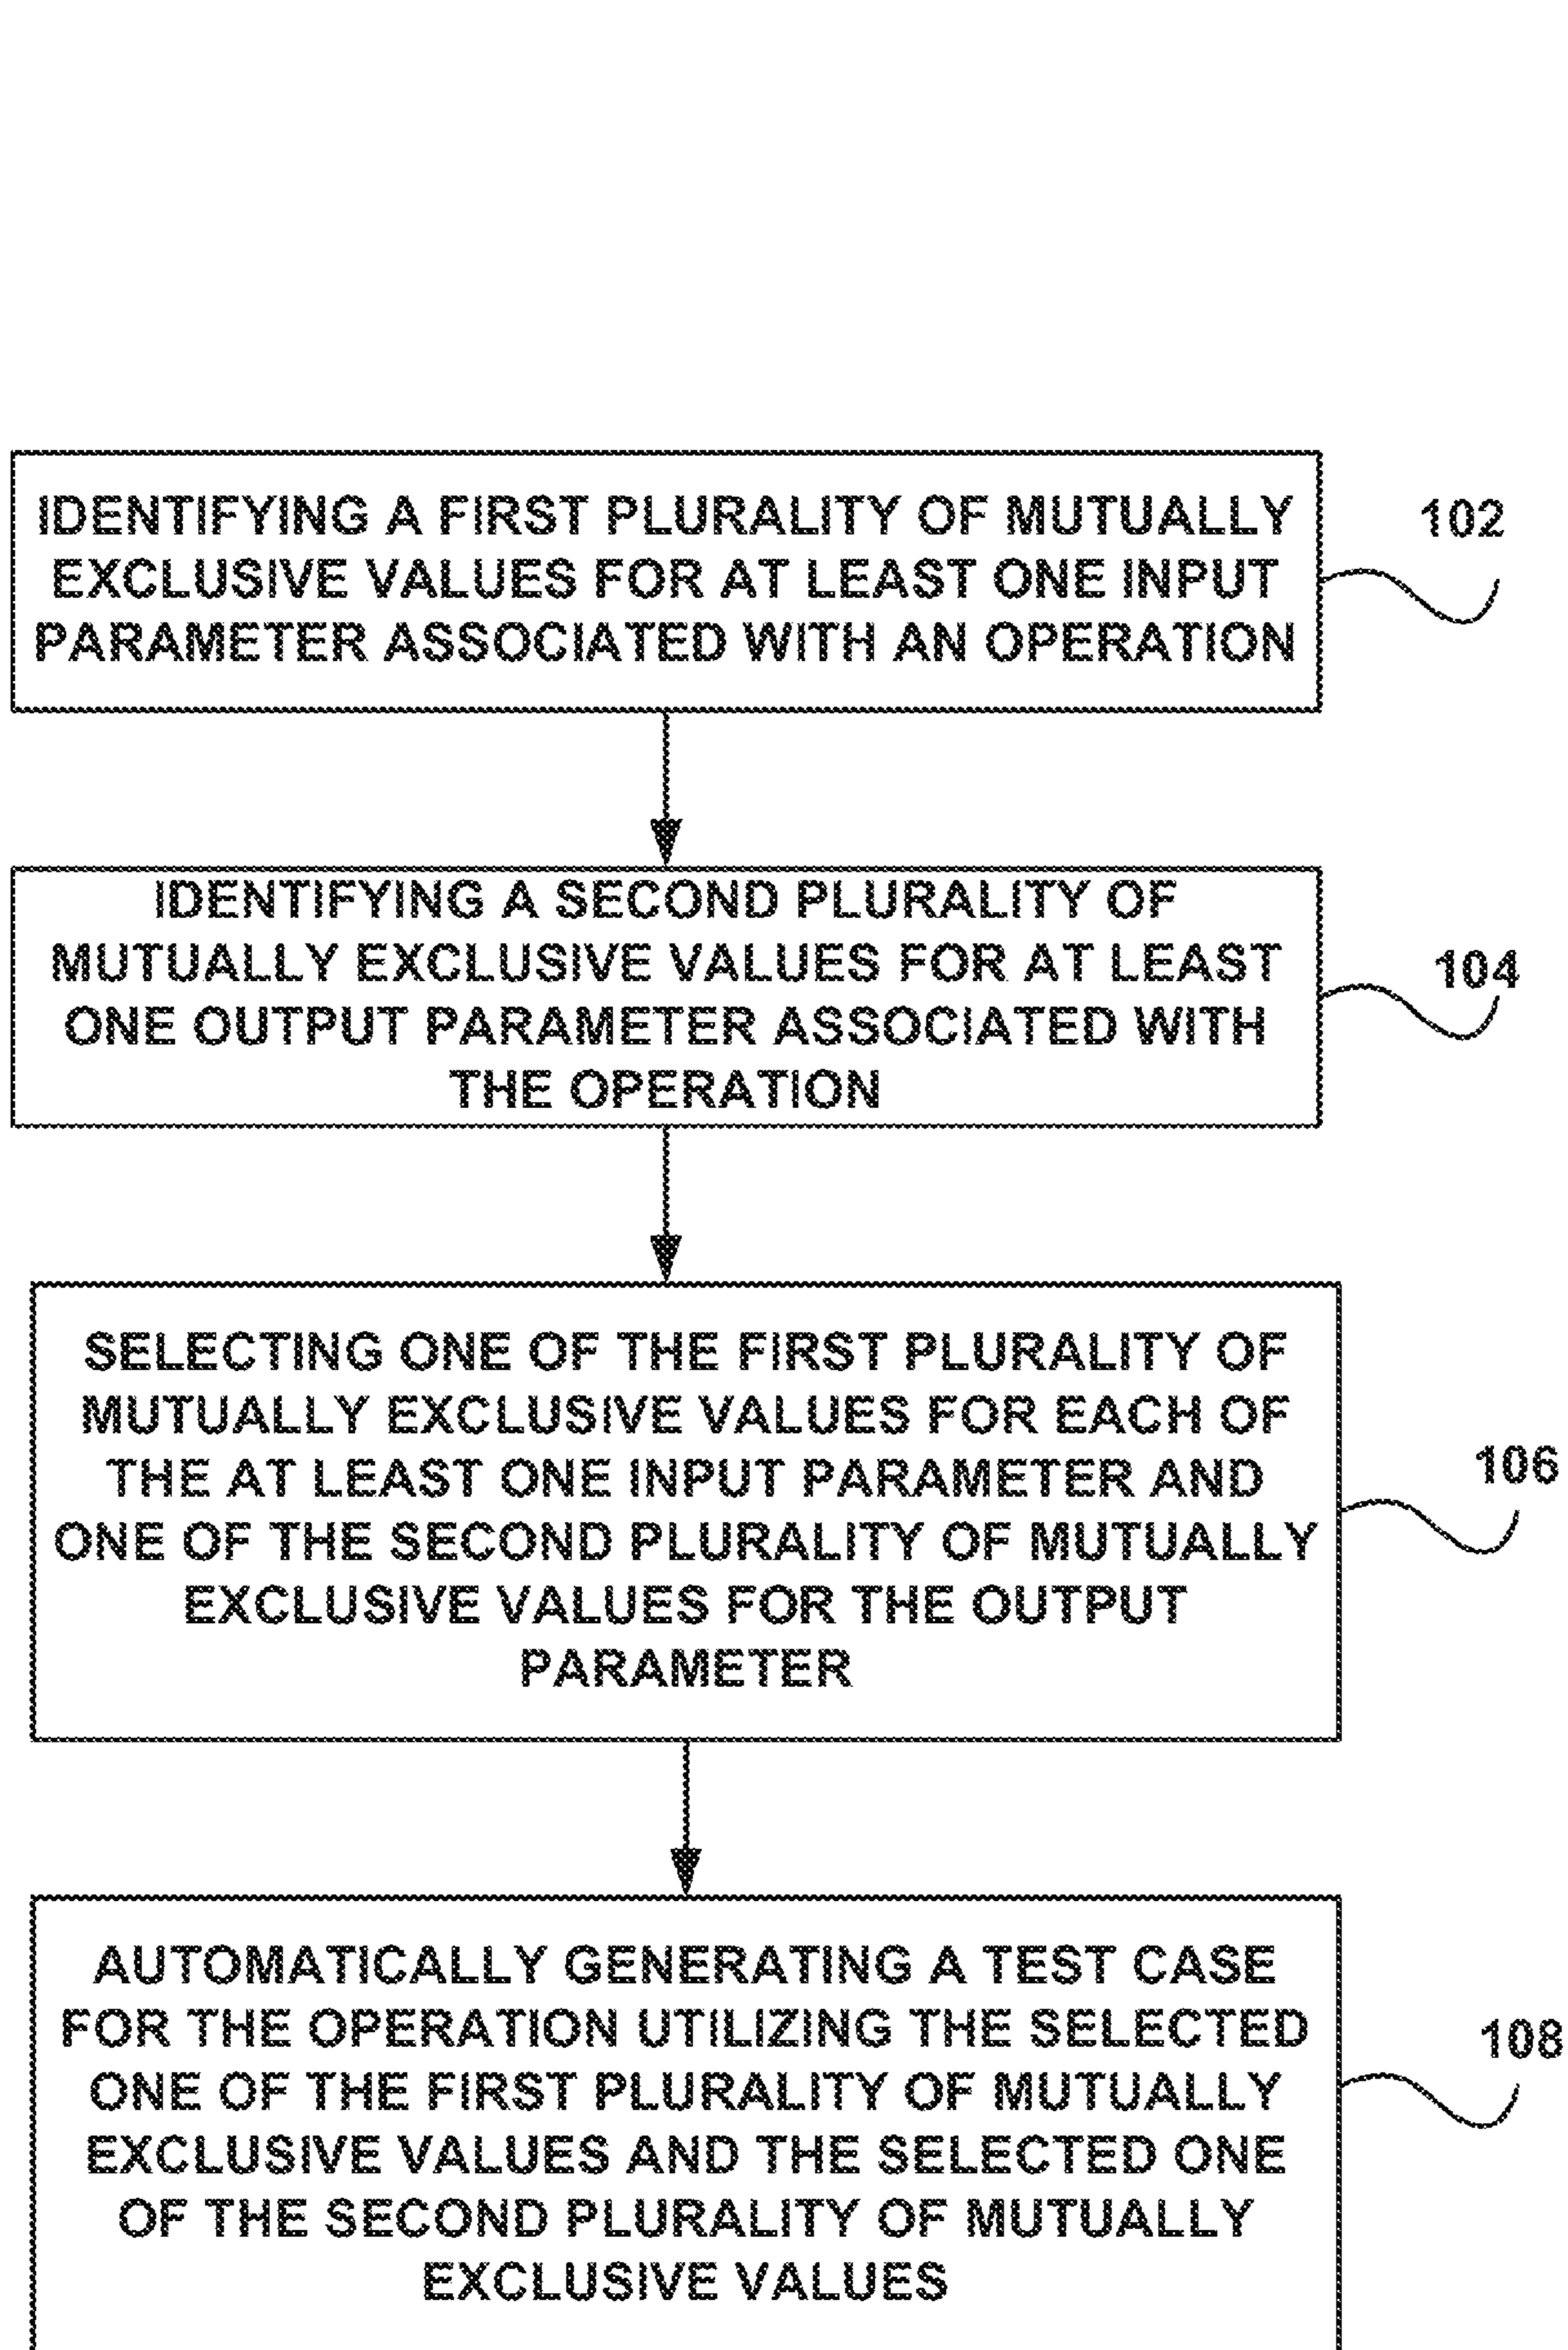 IDENTIFYING A FIRST PLURALITY OF MUTUALLY
EXCLUSIVE VALUES FOR AT LEAST ONE INPUT
PARAMETER ASSOCIATED WITH AN OPERATION
102
IDENTIFYING A SECOND PLURALITY OF
MUTUALLY EXCLUSIVE VALUES FOR AT LEAST
ONE OUTPUT PARAMETER ASSOCIATED WITH
THE OPERATION
104
SELECTING ONE OF THE FIRST PLURALITY OF
MUTUALLY EXCLUSIVE VALUES FOR EACH OF
THE AT LEAST ONE INPUT PARAMETER AND
ONE OF THE SECOND PLURALITY OF MUTUALLY
EXCLUSIVE VALUES FOR THE OUTPUT
PARAMETER
106
AUTOMATICALLY GENERATING A TEST CASE
FOR THE OPERATION UTILIZING THE SELECTED
ONE OF THE FIRST PLURALITY OF MUTUALLY
EXCLUSIVE VALUES AND THE SELECTED ONE
OF THE SECOND PLURALITY OF MUTUALLY
EXCLUSIVE VALUES
108